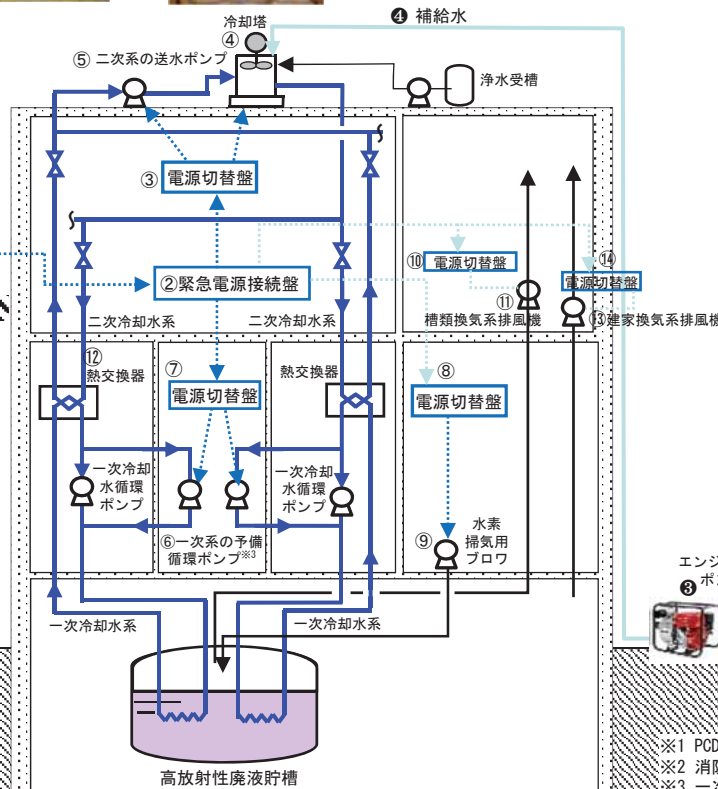 冷却塔
④
❹ 補給水
⑤ 二次系の送水ポンプ
浄水受槽
③ 電源切替盤
②緊急電源接続盤
⑩ 電源切替盤
⑭
電源切替盤
⑪
槽類換気系排風機
⑬建家換気系排風機
二次冷却水系
二次冷却水系
⑫
熱交換器
⑦
電源切替盤
熱交換器
⑧
電源切替盤
一次冷却
水循環
ポンプ
一次冷却
水循環
ポンプ
⑥一次系の予備
循環ポンプ※3
⑨
水素
掃気用
ブロワ
エンジ
❸ ポ
一次冷却水系
一次冷却水系
高放射性廃液貯槽
※1 PCD
※2 消防
※3 一次